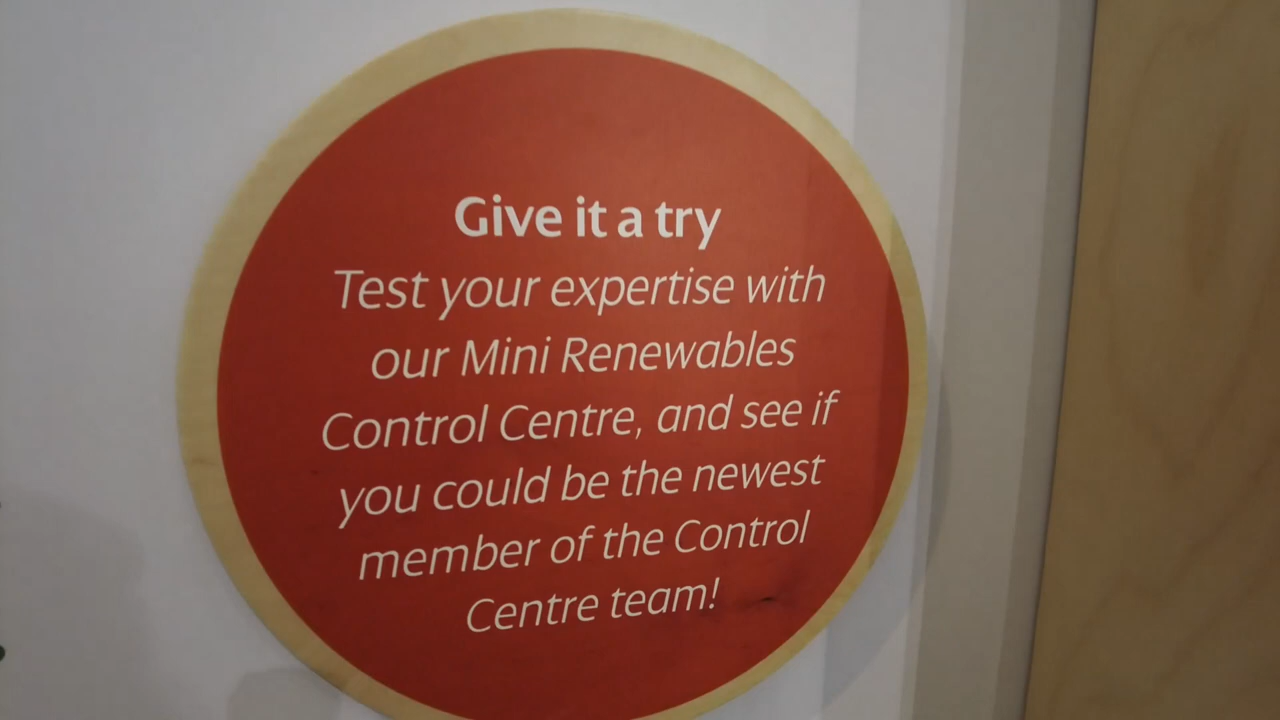 Give it a try
Test your expertise with
our Mini Renewables
Control Centre, and see if
you could be the newest
member of the Control
Centre team!